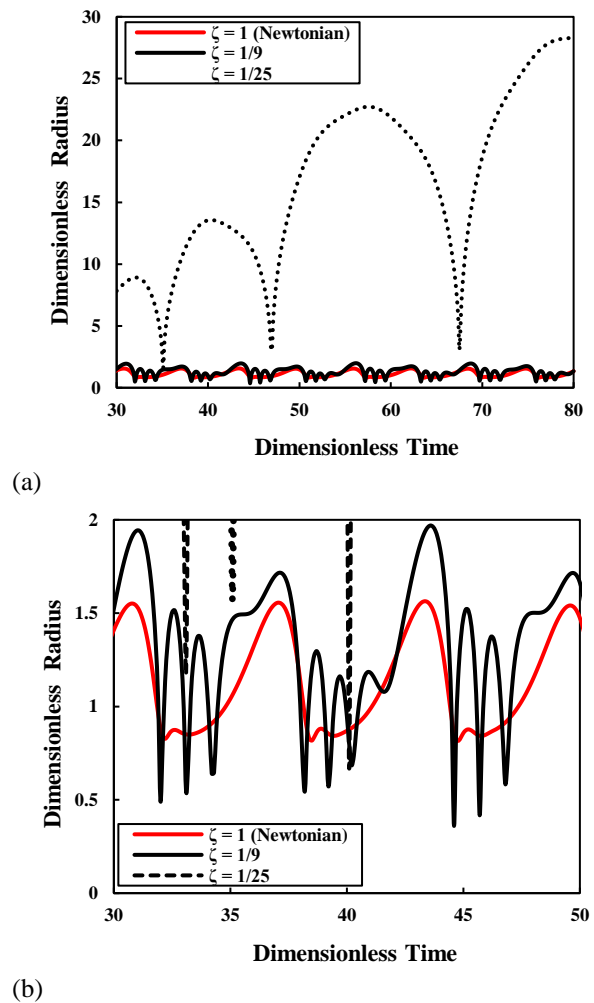 30
25
20
15
10
5
0
Dimensionless Radius
ζ = 1 (Newtonian)
ζ = 1/9
ζ = 1/25
30 40 50 60 70 80
Dimensionless Time
(a)
2
1.5
1
0.5
0
Dimensionless Radius
ζ = 1 (Newtonian)
ζ = 1/9
ζ = 1/25
30 35 40 45 50
Dimensionless Time
(b)